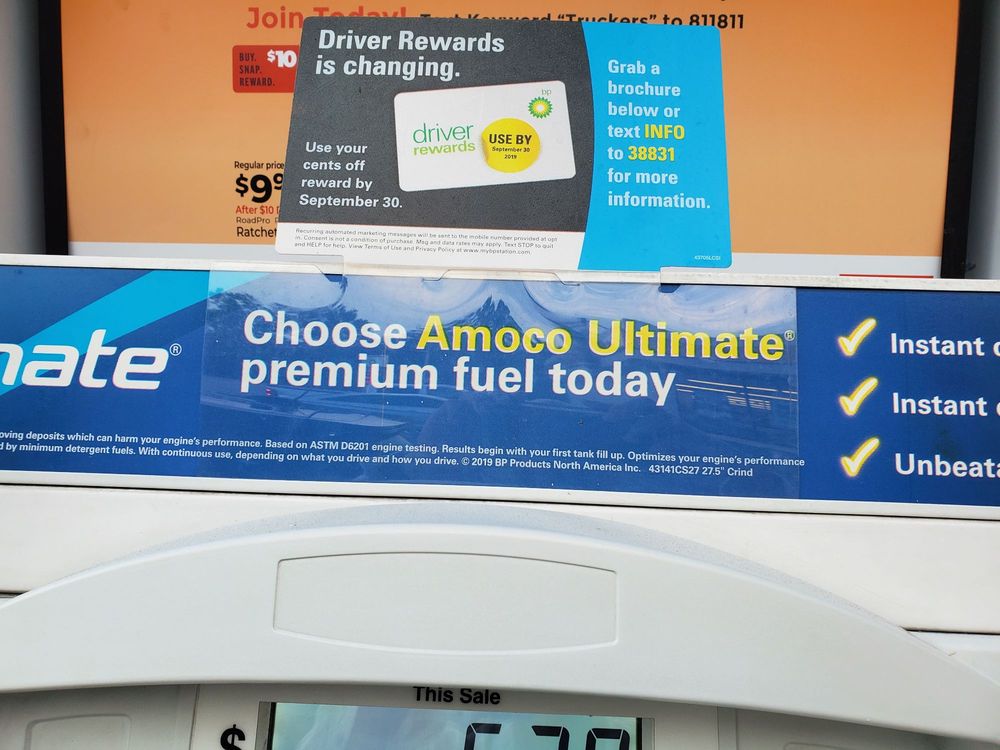 Join Today! Text Keyword "Truckers" to 811811
BUY.
SNAP.
REWARD.
$10
Regular price
$9
After $10
RoadPro
Ratchet
Driver Rewards
is changing.
Use your
cents off
reward by
September 30.
bp
driver
rewards
USE BY
September 30
2019
Grab a
brochure
below or
text INFO
to 38831
for more
information.
Recurring automated marketing messages will be sent to the mobile number provided at opt
in. Consent is not a condition of purchase. Msg and data rates may apply. Text STOP to quit
and HELP for help. View Terms of Use and Privacy Policy at www.mybpstation.com.
43705LCSI
mate®
Choose Amoco Ultimate®
premium fuel today
oving deposits which can harm your engine's performance. Based on ASTM D6201 engine testing. Results begin with your first tank fill up. Optimizes your engine's performance
d by minimum detergent fuels. With continuous use, depending on what you drive and how you drive. © 2019 BP Products North America Inc. 43141CS27 27.5" Crind
Instant
Instant
Unbeata
This Sale
$